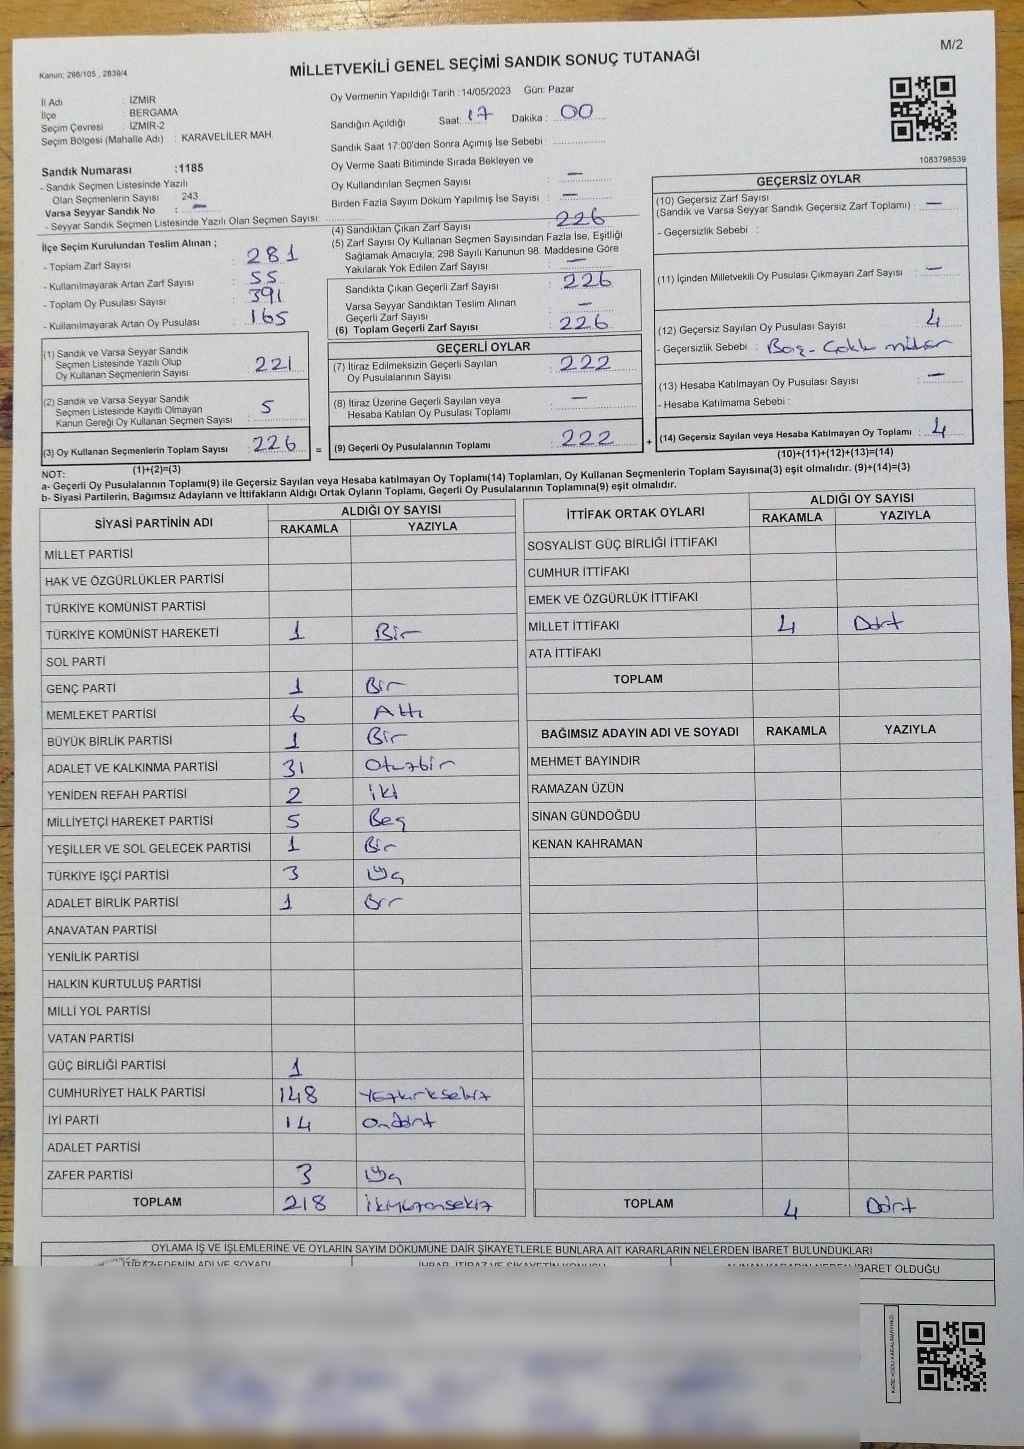 M/2
Kanun; 298/105 , 2839/4
MİLLETVEKİLİ GENEL SEÇİMİ SANDIK SONUÇ TUTANAĞI
İl Adı : İZMİR
İlçe BERGAMA
Seçim Çevresi : İZMİR-2
Seçim Bölgesi (Mahalle Adı) : KARAVELİLER MAH.
Sandık Numarası :1185
- Sandık Seçmen Listesinde Yazılı
Olan Seçmenlerin Sayısı 243
Varsa Seyyar Sandık No : —
- Seyyar Sandık Seçmen Listesinde Yazılı Olan Seçmen Sayısı:
Oy Vermenin Yapıldığı Tarih :14/05/2023 Gün: Pazar
Sandığın Açıldığı Saat: 17 Dakika : 00
Sandık Saat 17:00'den Sonra Açımış İse Sebebi :
Oy Verme Saati Bitiminde Sırada Bekleyen ve
Oy Kullandırılan Seçmen Sayısı : —
Birden Fazla Sayım Döküm Yapılmış İse Sayısı : —
1083798539
İlçe Seçim Kurulundan Teslim Alınan ;
- Toplam Zarf Sayısı : 281
- Kullanılmayarak Artan Zarf Sayısı : 55
- Toplam Oy Pusulası Sayısı : 391
- Kullanılmayarak Artan Oy Pusulası : 165
(4) Sandıktan Çıkan Zarf Sayısı : 226
(5) Zarf Sayısı Oy Kullanan Seçmen Sayısından Fazla İse, Eşitliği
Sağlamak Amacıyla; 298 Sayılı Kanunun 98. Maddesine Göre
Yakılarak Yok Edilen Zarf Sayısı : —
Sandıkta Çıkan Geçerli Zarf Sayısı : 226
Varsa Seyyar Sandıktan Teslim Alınan
Geçerli Zarf Sayısı : —
(6) Toplam Geçerli Zarf Sayısı : 226
GEÇERSİZ OYLAR
(10) Geçersiz Zarf Sayısı
(Sandık ve Varsa Seyyar Sandık Geçersiz Zarf Toplamı) : —
- Geçersizlik Sebebi :
(11) İçinden Milletvekili Oy Pusulası Çıkmayan Zarf Sayısı : —
(12) Geçersiz Sayılan Oy Pusulası Sayısı : 4
- Geçersizlik Sebebi : Boş - Çoklu mühür
(13) Hesaba Katılmayan Oy Pusulası Sayısı : —
- Hesaba Katılmama Sebebi :
(14) Geçersiz Sayılan veya Hesaba Katılmayan Oy Toplamı : 4
(10)+(11)+(12)+(13)=(14)
(1) Sandık ve Varsa Seyyar Sandık
Seçmen Listesinde Yazılı Olup
Oy Kullanan Seçmenlerin Sayısı : 221
(2) Sandık ve Varsa Seyyar Sandık
Seçmen Listesinde Kayıtlı Olmayan
Kanun Gereği Oy Kullanan Seçmen Sayısı : 5
(3) Oy Kullanan Seçmenlerin Toplam Sayısı : 226 =
(1)+(2)=(3)
GEÇERLİ OYLAR
(7) İtiraz Edilmeksizin Geçerli Sayılan
Oy Pusulalarının Sayısı : 222
(8) İtiraz Üzerine Geçerli Sayılan veya
Hesaba Katılan Oy Pusulası Toplamı : —
(9) Geçerli Oy Pusulalarının Toplamı : 222 +
NOT:
a- Geçerli Oy Pusulalarının Toplamı(9) ile Geçersiz Sayılan veya Hesaba katılmayan Oy Toplamı(14) Toplamları, Oy Kullanan Seçmenlerin Toplam Sayısına(3) eşit olmalıdır. (9)+(14)=(3)
b- Siyasi Partilerin, Bağımsız Adayların ve İttifakların Aldığı Ortak Oyların Toplamı, Geçerli Oy Pusulalarının Toplamına(9) eşit olmalıdır.
SİYASİ PARTİNİN ADI ALDIĞI OY SAYISI
RAKAMLA YAZIYLA
MİLLET PARTİSİ
HAK VE ÖZGÜRLÜKLER PARTİSİ
TÜRKİYE KOMÜNİST PARTİSİ
TÜRKİYE KOMÜNİST HAREKETİ 1 Bir
SOL PARTİ
GENÇ PARTİ 1 Bir
MEMLEKET PARTİSİ 6 Altı
BÜYÜK BİRLİK PARTİSİ 1 Bir
ADALET VE KALKINMA PARTİSİ 31 Otuzbir
YENİDEN REFAH PARTİSİ 2 iki
MİLLİYETÇİ HAREKET PARTİSİ 5 Beş
YEŞİLLER VE SOL GELECEK PARTİSİ 1 Bir
TÜRKİYE İŞÇİ PARTİSİ 3 Üç
ADALET BİRLİK PARTİSİ 1 Bir
ANAVATAN PARTİSİ
YENİLİK PARTİSİ
HALKIN KURTULUŞ PARTİSİ
MİLLİ YOL PARTİSİ
VATAN PARTİSİ
GÜÇ BİRLİĞİ PARTİSİ 1
CUMHURİYET HALK PARTİSİ 148 Yüzkırksekiz
İYİ PARTİ 14 Ondört
ADALET PARTİSİ
ZAFER PARTİSİ 3 Üç
TOPLAM 218 ikiyüzonsekiz
İTTİFAK ORTAK OYLARI ALDIĞI OY SAYISI
RAKAMLA YAZIYLA
SOSYALİST GÜÇ BİRLİĞİ İTTİFAKI
CUMHUR İTTİFAKI
EMEK VE ÖZGÜRLÜK İTTİFAKI
MİLLET İTTİFAKI 4 Dört
ATA İTTİFAKI
TOPLAM
BAĞIMSIZ ADAYIN ADI VE SOYADI RAKAMLA YAZIYLA
MEHMET BAYINDIR
RAMAZAN ÜZÜN
SİNAN GÜNDOĞDU
KENAN KAHRAMAN
TOPLAM 4 Dört
OYLAMA İŞ VE İŞLEMLERİNE VE OYLARIN SAYIM DÖKÜMÜNE DAİR ŞİKAYETLERLE BUNLARA AİT KARARLARIN NELERDEN İBARET BULUNDUKLARI
İBARET OLDUĞU